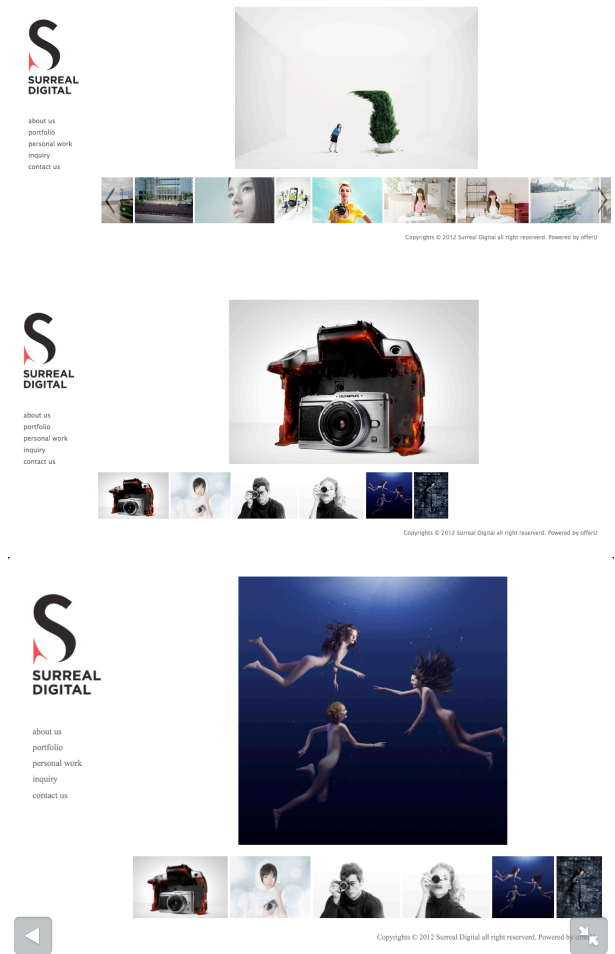 SURREAL
DIGITAL
about us
portfolio
personal work
inquiry
contact us
Copyrights © 2012 Surreal Digital all right reserverd. Powered by offerU
SURREAL
DIGITAL
about us
portfolio
personal work
inquiry
contact us
OLYMPUS
Copyrights © 2012 Surreal Digital all right reserverd. Powered by offerU
SURREAL
DIGITAL
about us
portfolio
personal work
inquiry
contact us
Copyrights © 2012 Surreal Digital all right reserverd. Powered by